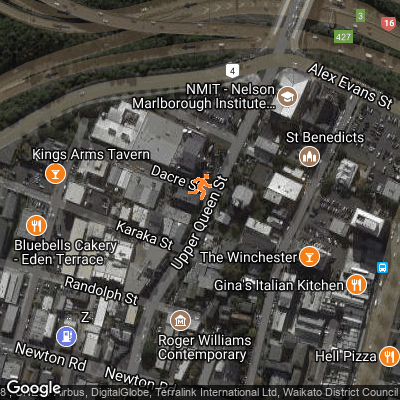 3
16
427
4
Alex Evans St
NMIT - Nelson
Marlborough Institute...
St Benedicts
Kings Arms Tavern
Dacre St
Upper Queen St
Karaka St
Bluebells Cakery
- Eden Terrace
The Winchester
Gina's Italian Kitchen
Randolph St
Z
Roger Williams
Contemporary
Newton Rd
Newton Rd
Hell Pizza
Google
DigitalGlobe, Terralink International Ltd, Waikato District Council